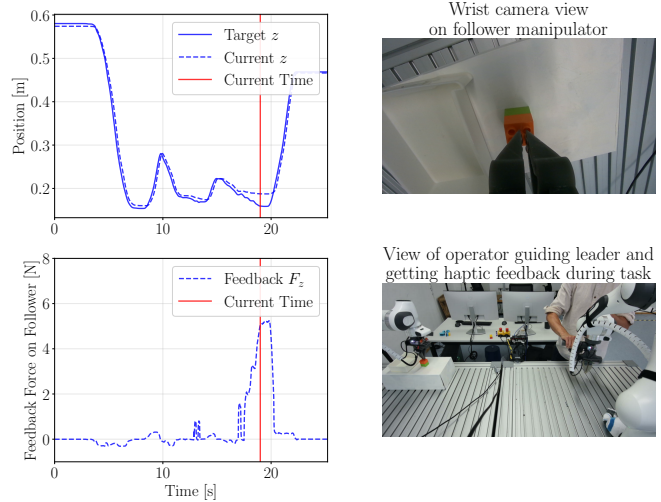 Position [m]
0.6
0.5
0.4
0.3
0.2
0
10
20
Target z
Current z
Current Time
Wrist camera view
on follower manipulator
Feedback Force on Follower [N]
8
6
4
2
0
0
10
20
Time [s]
Feedback F_z
Current Time
View of operator guiding leader and
getting haptic feedback during task